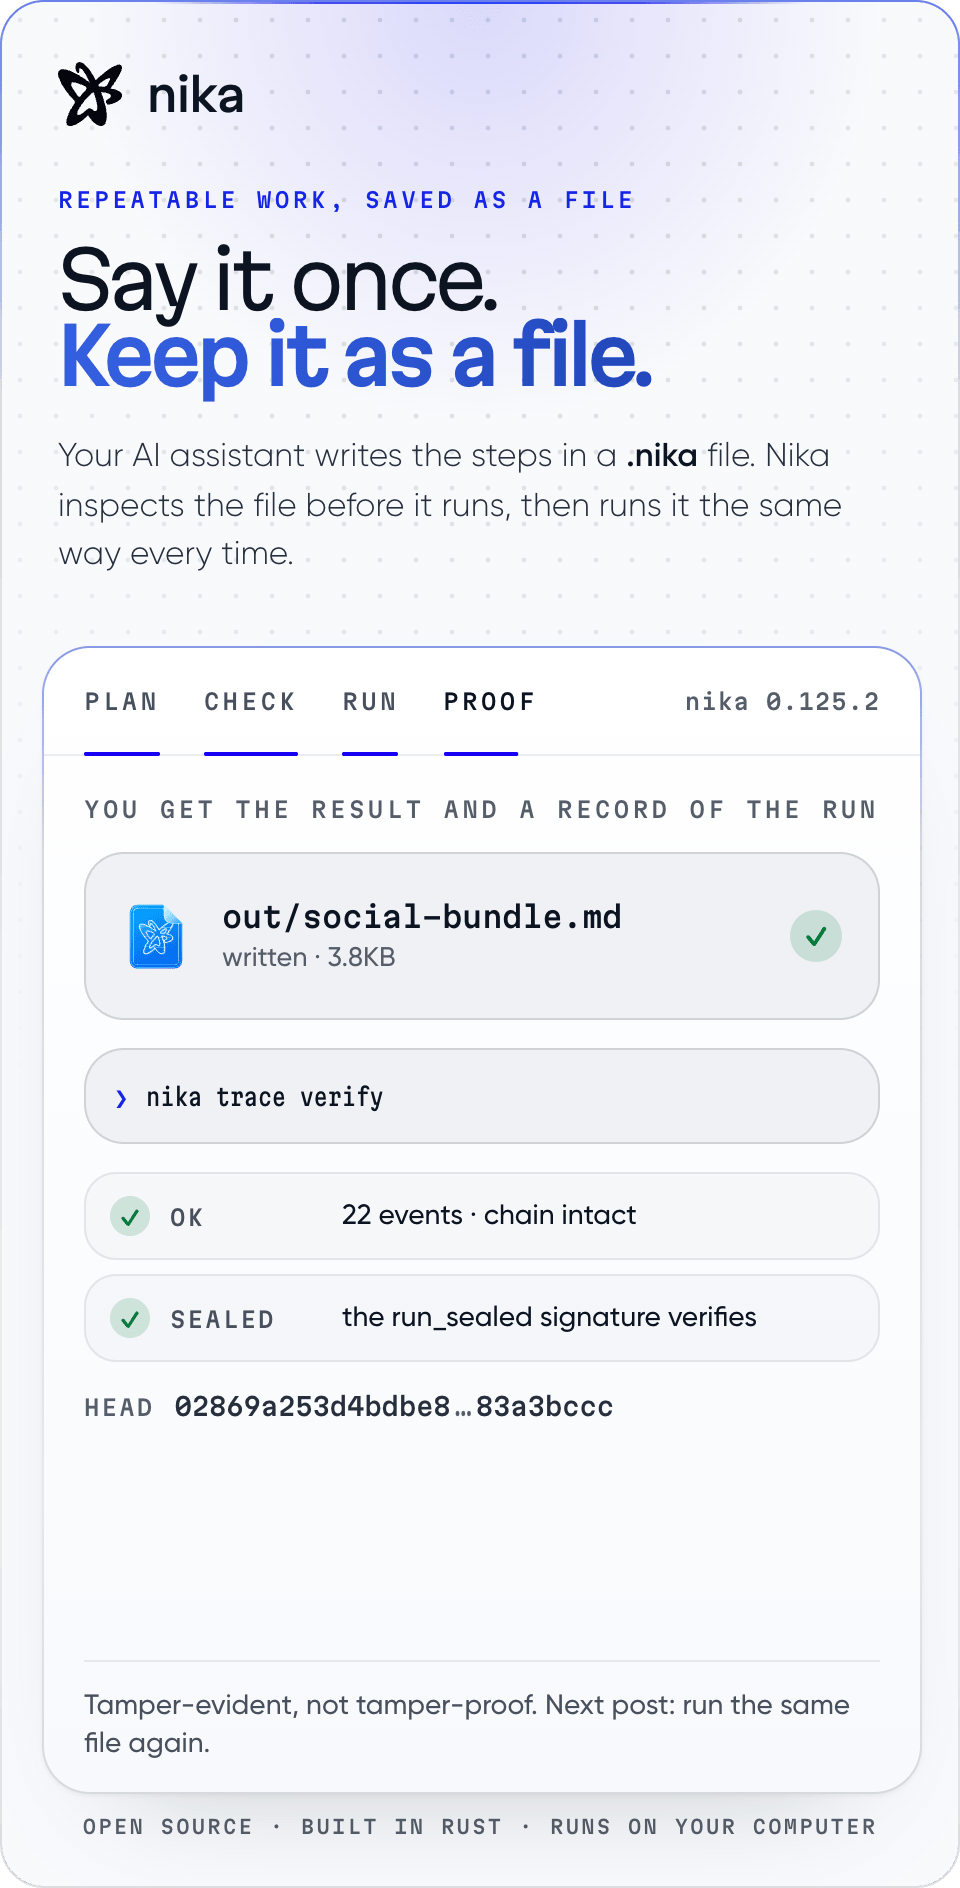 nika
REPEATABLE WORK, SAVED AS A FILE
Say it once.
Keep it as a file.
Your AI assistant writes the steps in a .nika file. Nika
inspects the file before it runs, then runs it the same
way every time.
PLAN CHECK RUN PROOF nika 0.125.2
YOU GET THE RESULT AND A RECORD OF THE RUN
out/social-bundle.md
written · 3.8KB
❯ nika trace verify
OK 22 events · chain intact
SEALED the run_sealed signature verifies
HEAD 02869a253d4bdbe8…83a3bccc
Tamper-evident, not tamper-proof. Next post: run the same
file again.
OPEN SOURCE · BUILT IN RUST · RUNS ON YOUR COMPUTER